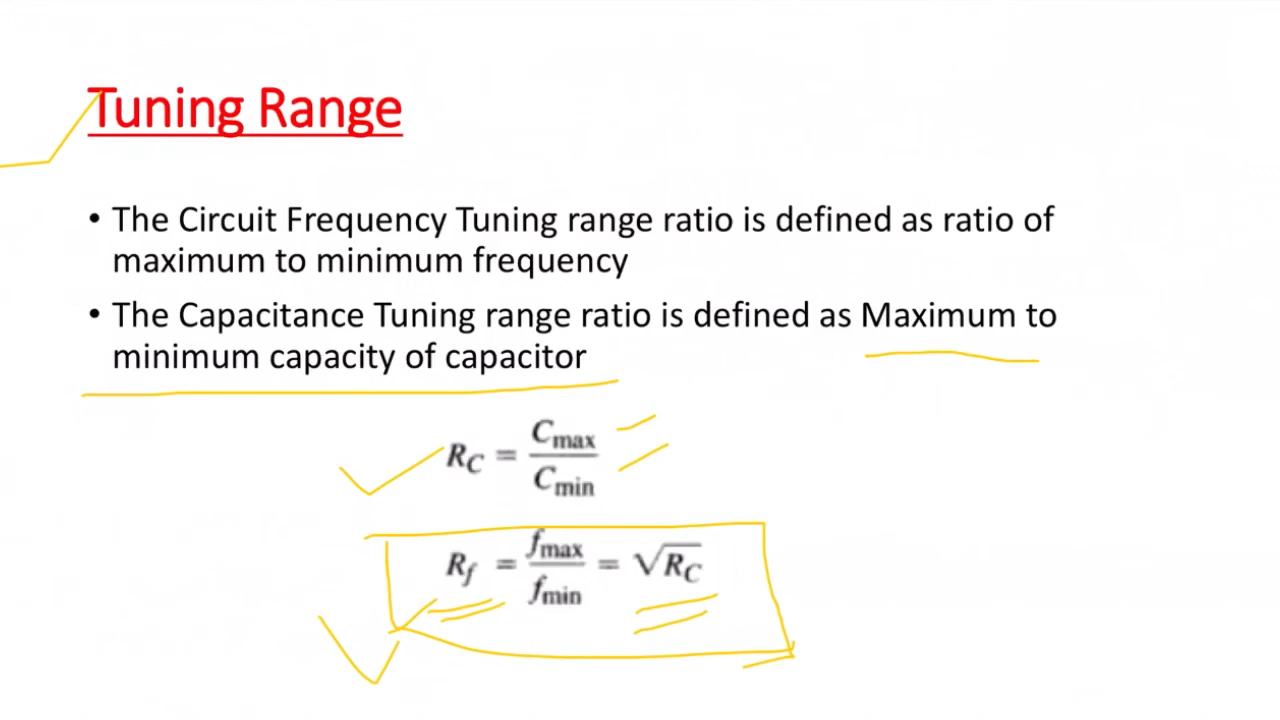 Tuning Range
• The Circuit Frequency Tuning range ratio is defined as ratio of
maximum to minimum frequency
• The Capacitance Tuning range ratio is defined as Maximum to
minimum capacity of capacitor
R_C = C_max / C_min
R_f = f_max / f_min = √R_C